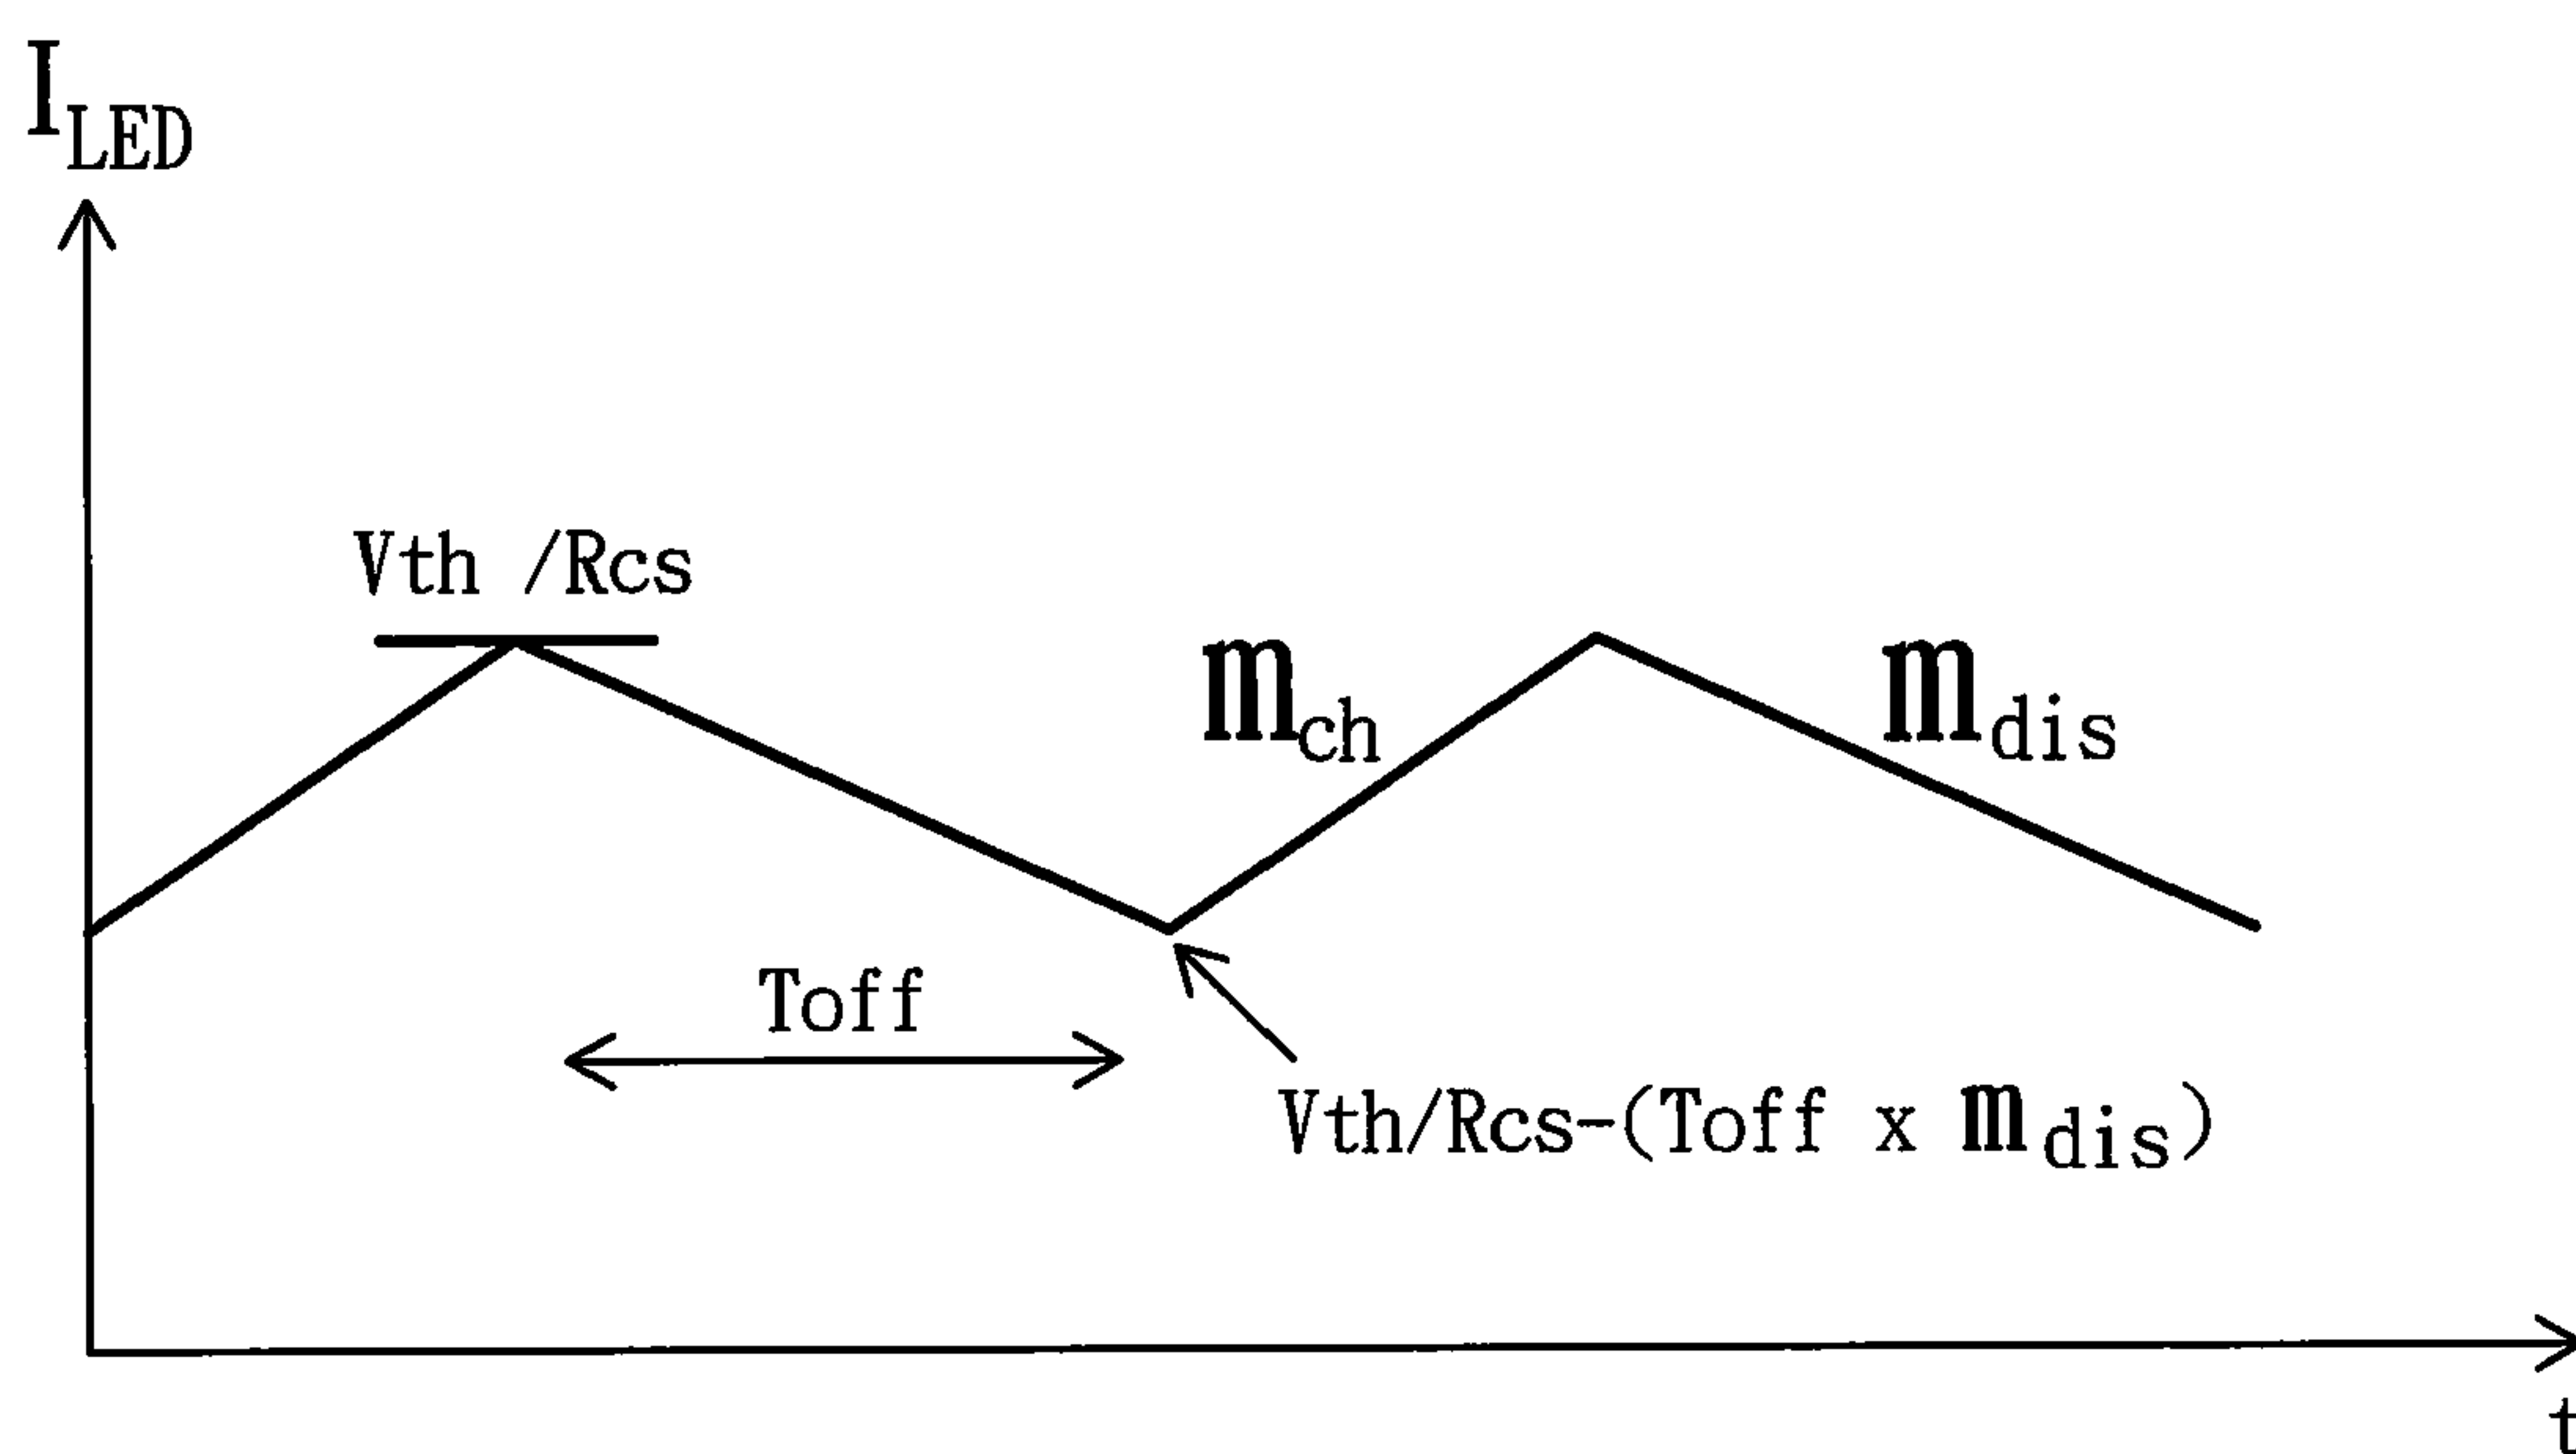 I_LED
Vth /Rcs
m_ch
m_dis
Toff
Vth/Rcs-(Toff x m_dis)
t